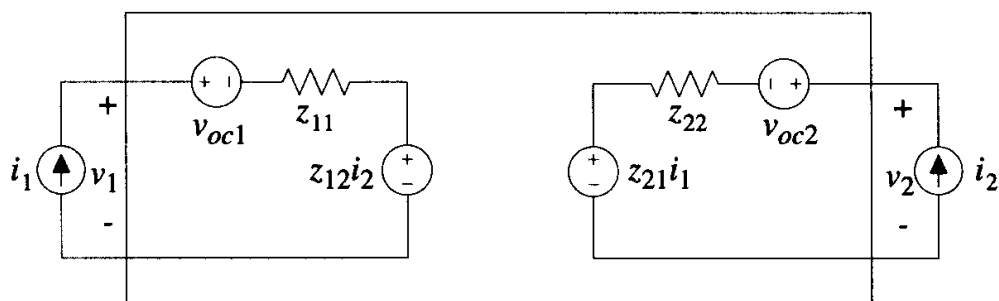 + + - z₁₁ v_oc1 + - z₁₂i₂ i₁ v₁ -
z₂₂ - + v_oc2 + + - z₂₁i₁ v₂ i₂ -